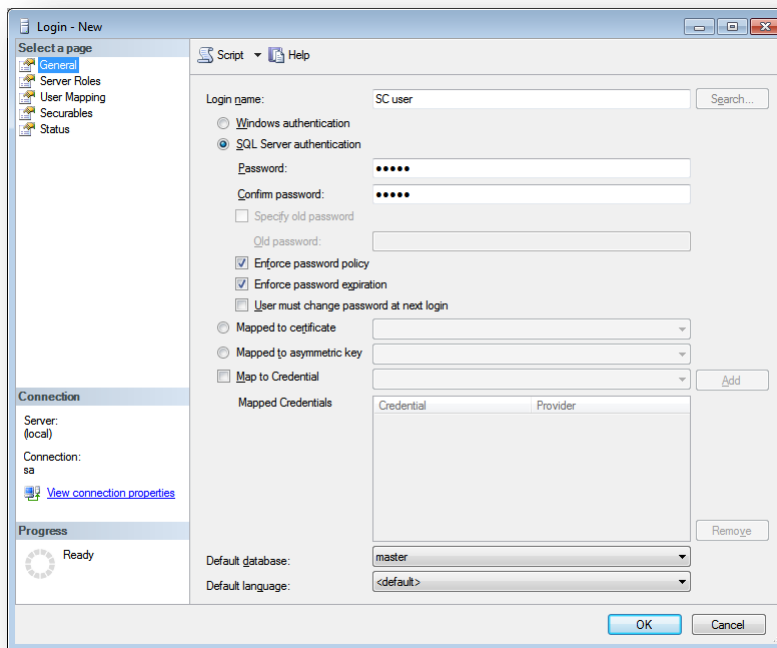 Login - New
Select a page
General
Server Roles
User Mapping
Securables
Status
Script
Help
Login name:
SC user
Search...
Windows authentication
SQL Server authentication
Password:
•••••
Confirm password:
•••••
Specify old password
Old password:
Enforce password policy
Enforce password expiration
User must change password at next login
Mapped to certificate
Mapped to asymmetric key
Map to Credential
Add
Mapped Credentials
Credential
Provider
Remove
Default database:
master
Default language:
<default>
Connection
Server:
(local)
Connection:
sa
View connection properties
Progress
Ready
OK
Cancel